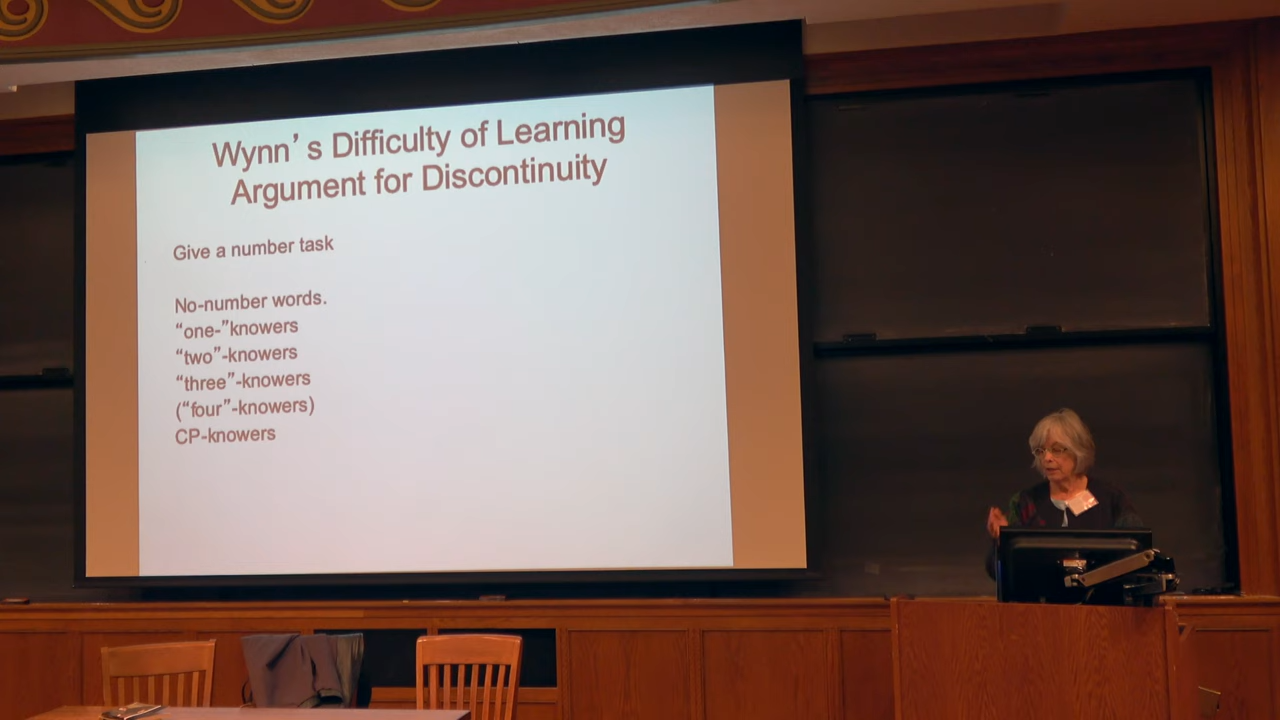 Wynn’s Difficulty of Learning
Argument for Discontinuity
Give a number task
No-number words.
“one-”knowers
“two”-knowers
“three”-knowers
(“four”-knowers)
CP-knowers